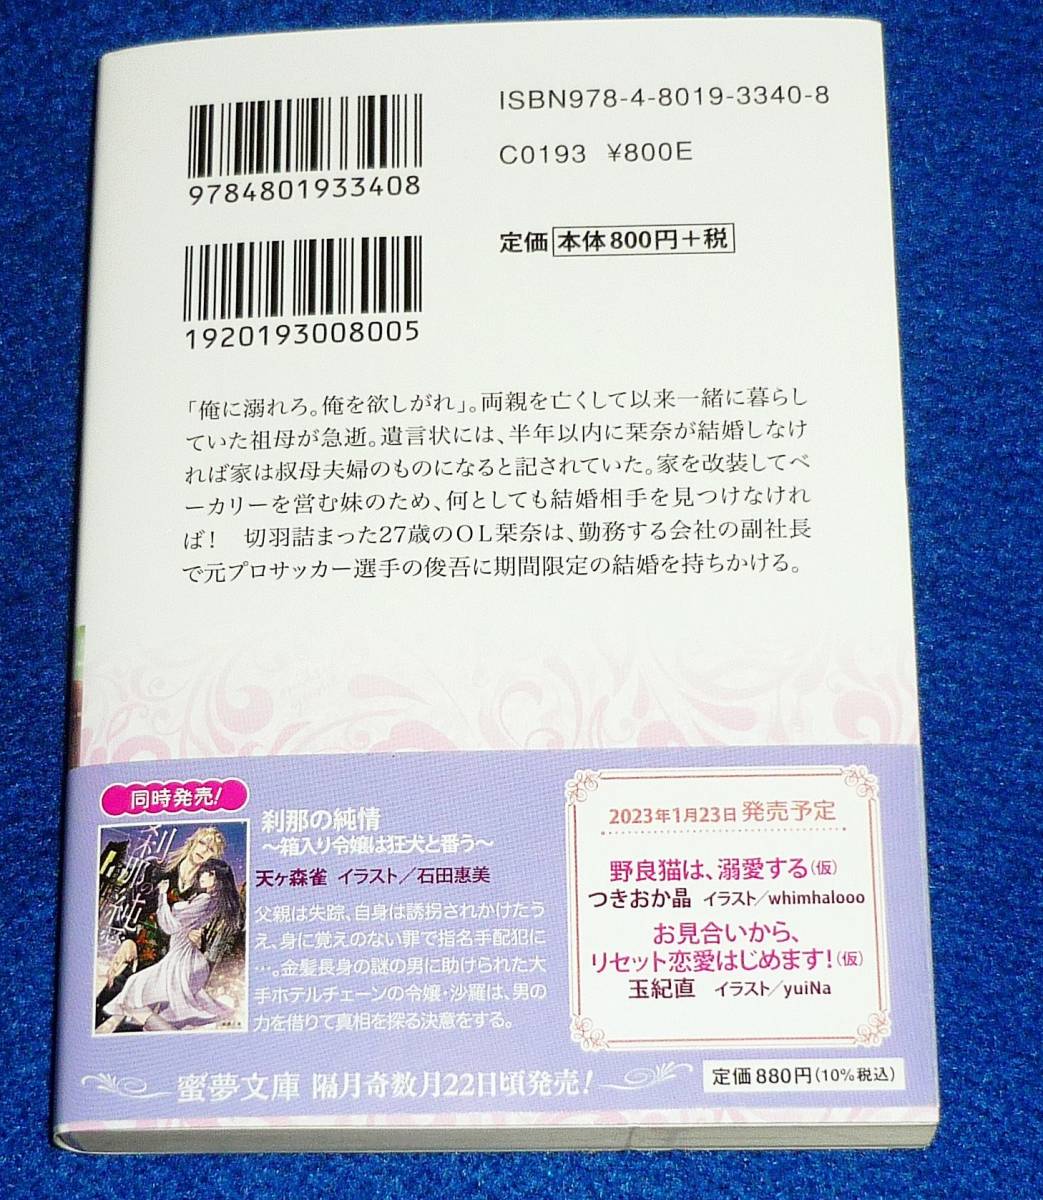 ISBN978-4-8019-3340-8
C0193 ¥800E
9784801933408
定価 本体800円+税
1920193008005
「俺に溺れろ。俺を欲しがれ」。両親を亡くして以来一緒に暮らし
ていた祖母が急逝。遺言状には、半年以内に栞奈が結婚しなけ
れば家は叔母夫婦のものになると記されていた。家を改装してベ
ーカリーを営む妹のため、何としても結婚相手を見つけなけれ
ば! 切羽詰まった27歳のOL栞奈は、勤務する会社の副社長
で元プロサッカー選手の俊吾に期間限定の結婚を持ちかける。
同時発売!
刹那の純情
刹那の純情
~箱入り令嬢は狂犬と番う~
天ヶ森雀 イラスト/石田惠美
父親は失踪、自身は誘拐されかけたう
え、身に覚えのない罪で指名手配犯に
…。金髪長身の謎の男に助けられた大
手ホテルチェーンの令嬢・沙羅は、男の
力を借りて真相を探る決意をする。
2023年1月23日 発売予定
野良猫は、溺愛する(仮)
つきおか晶 イラスト/whimhalooo
お見合いから、
リセット恋愛はじめます!(仮)
玉紀直 イラスト/yuiNa
蜜夢文庫 隔月奇数月22日頃発売!
定価880円(10%税込)